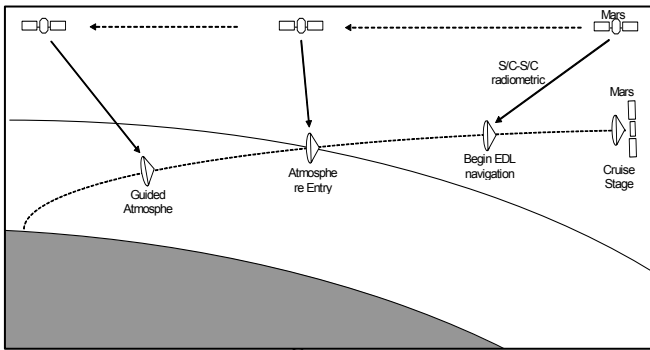 Mars
S/C-S/C
radiometric
Mars
Begin EDL
navigation
Cruise
Stage
Atmosphe
re Entry
Guided
Atmosphe